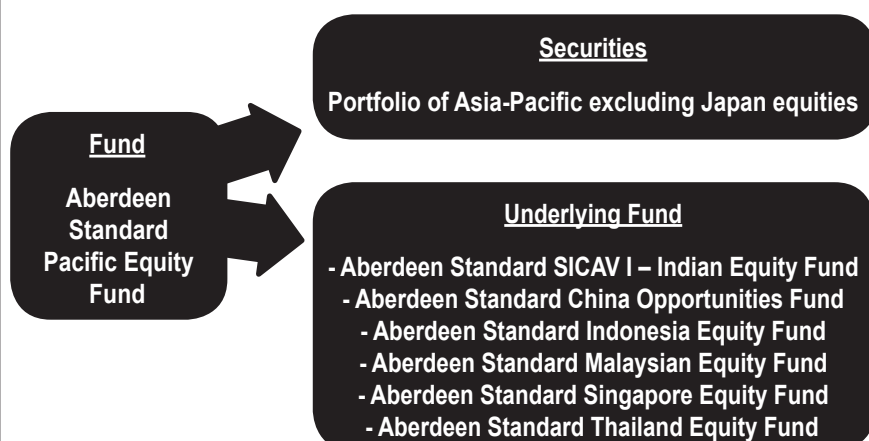 Securities
Portfolio of Asia-Pacific excluding Japan equities
Fund
Aberdeen
Standard
Pacific Equity
Fund
Underlying Fund
- Aberdeen Standard SICAV I – Indian Equity Fund
- Aberdeen Standard China Opportunities Fund
- Aberdeen Standard Indonesia Equity Fund
- Aberdeen Standard Malaysian Equity Fund
- Aberdeen Standard Singapore Equity Fund
- Aberdeen Standard Thailand Equity Fund